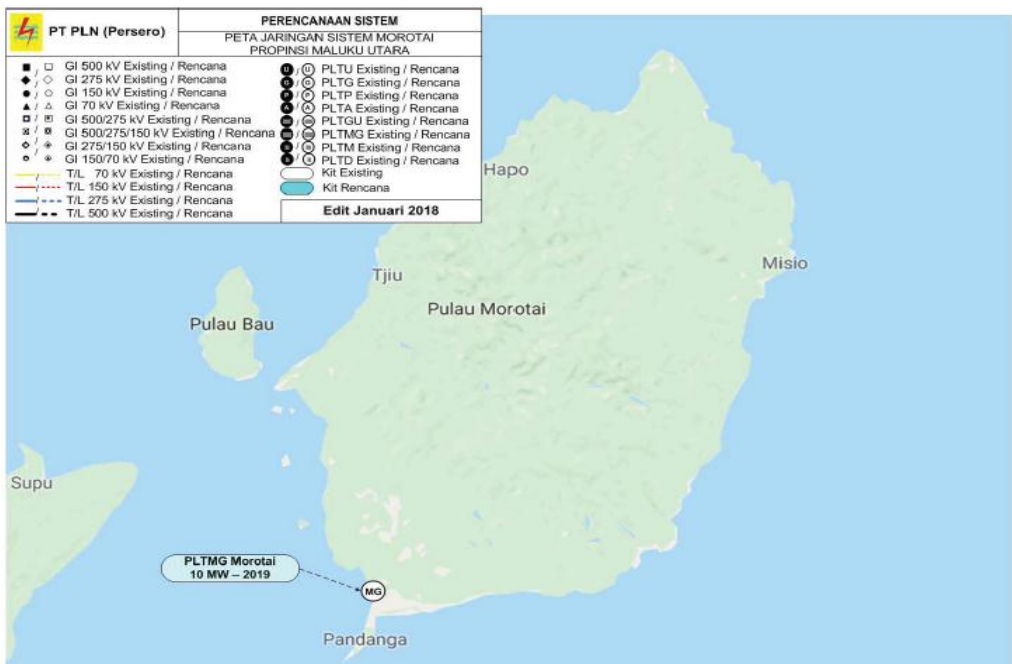 PT PLN (Persero)
PERENCANAAN SISTEM
PETA JARINGAN SISTEM MOROTAI
PROPINSI MALUKU UTARA
GI 500 kV Existing / Rencana
GI 275 kV Existing / Rencana
GI 150 kV Existing / Rencana
GI 70 kV Existing / Rencana
GI 500/275 kV Existing / Rencana
GI 500/275/150 kV Existing / Rencana
GI 275/150 kV Existing / Rencana
GI 150/70 kV Existing / Rencana
T/L 70 kV Existing / Rencana
T/L 150 kV Existing / Rencana
T/L 275 kV Existing / Rencana
T/L 500 kV Existing / Rencana
U / U PLTU Existing / Rencana
G / G PLTG Existing / Rencana
P / P PLTP Existing / Rencana
A / A PLTA Existing / Rencana
PLTGU Existing / Rencana
PLTMG Existing / Rencana
PLTM Existing / Rencana
PLTD Existing / Rencana
Kit Existing
Kit Rencana
Edit Januari 2018
Hapo
Misio
Tjiu
Pulau Morotai
Pulau Bau
Supu
PLTMG Morotai
10 MW – 2019
MG
Pandanga